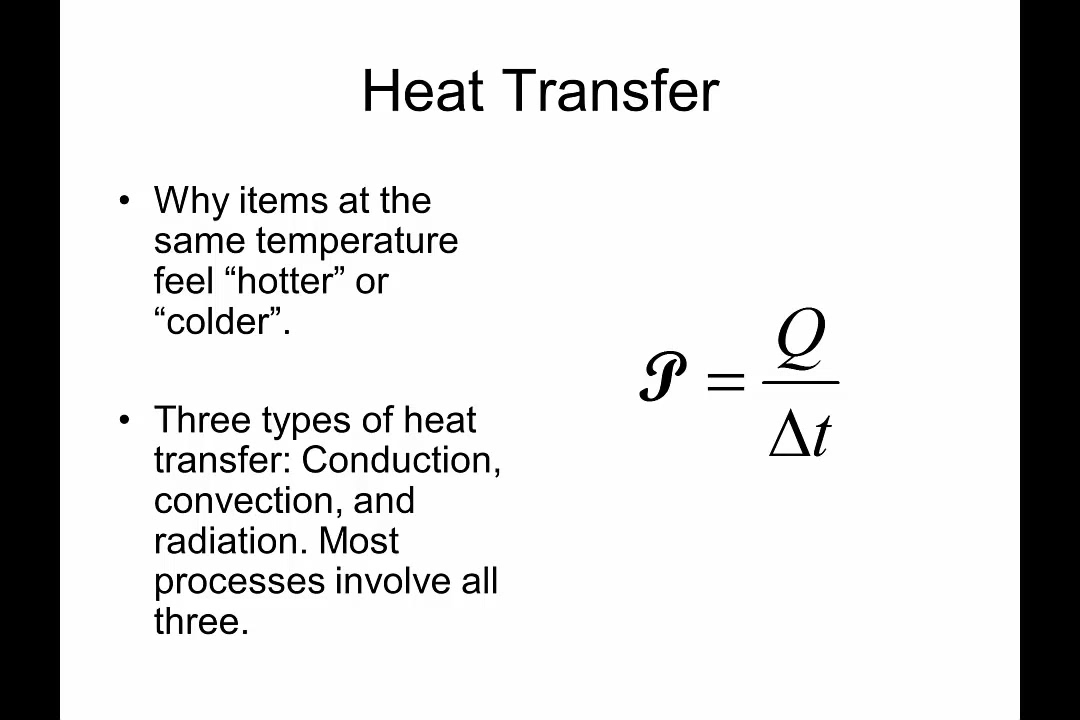 Heat Transfer
• Why items at the
same temperature
feel “hotter” or
“colder”.
• Three types of heat
transfer: Conduction,
convection, and
radiation. Most
processes involve all
three.
𝒫 = Q / Δt